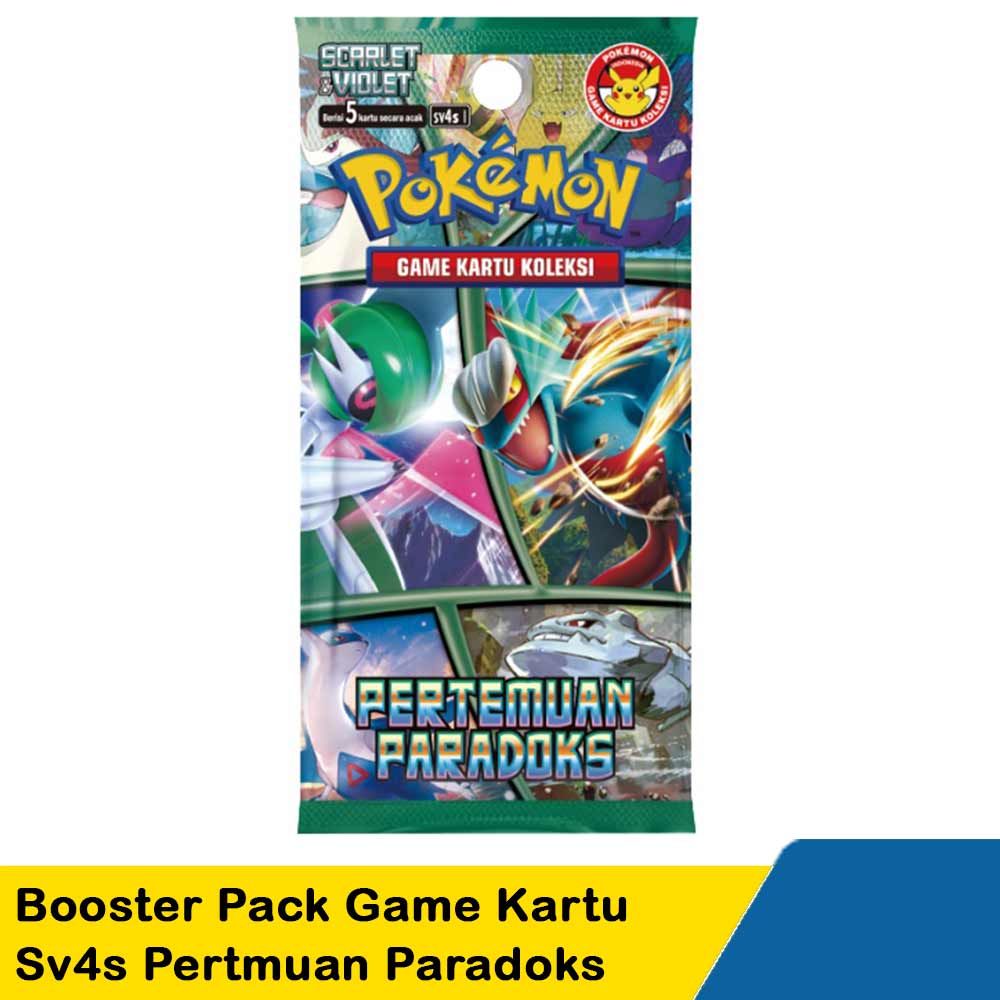 SCARLET
& VIOLET
Berisi 5 kartu secara acak
sv4s I
POKÉMON
INDONESIA
GAME KARTU KOLEKSI
POKéMON
GAME KARTU KOLEKSI
PERTEMUAN
PARADOKS
Booster Pack Game Kartu
Sv4s Pertmuan Paradoks